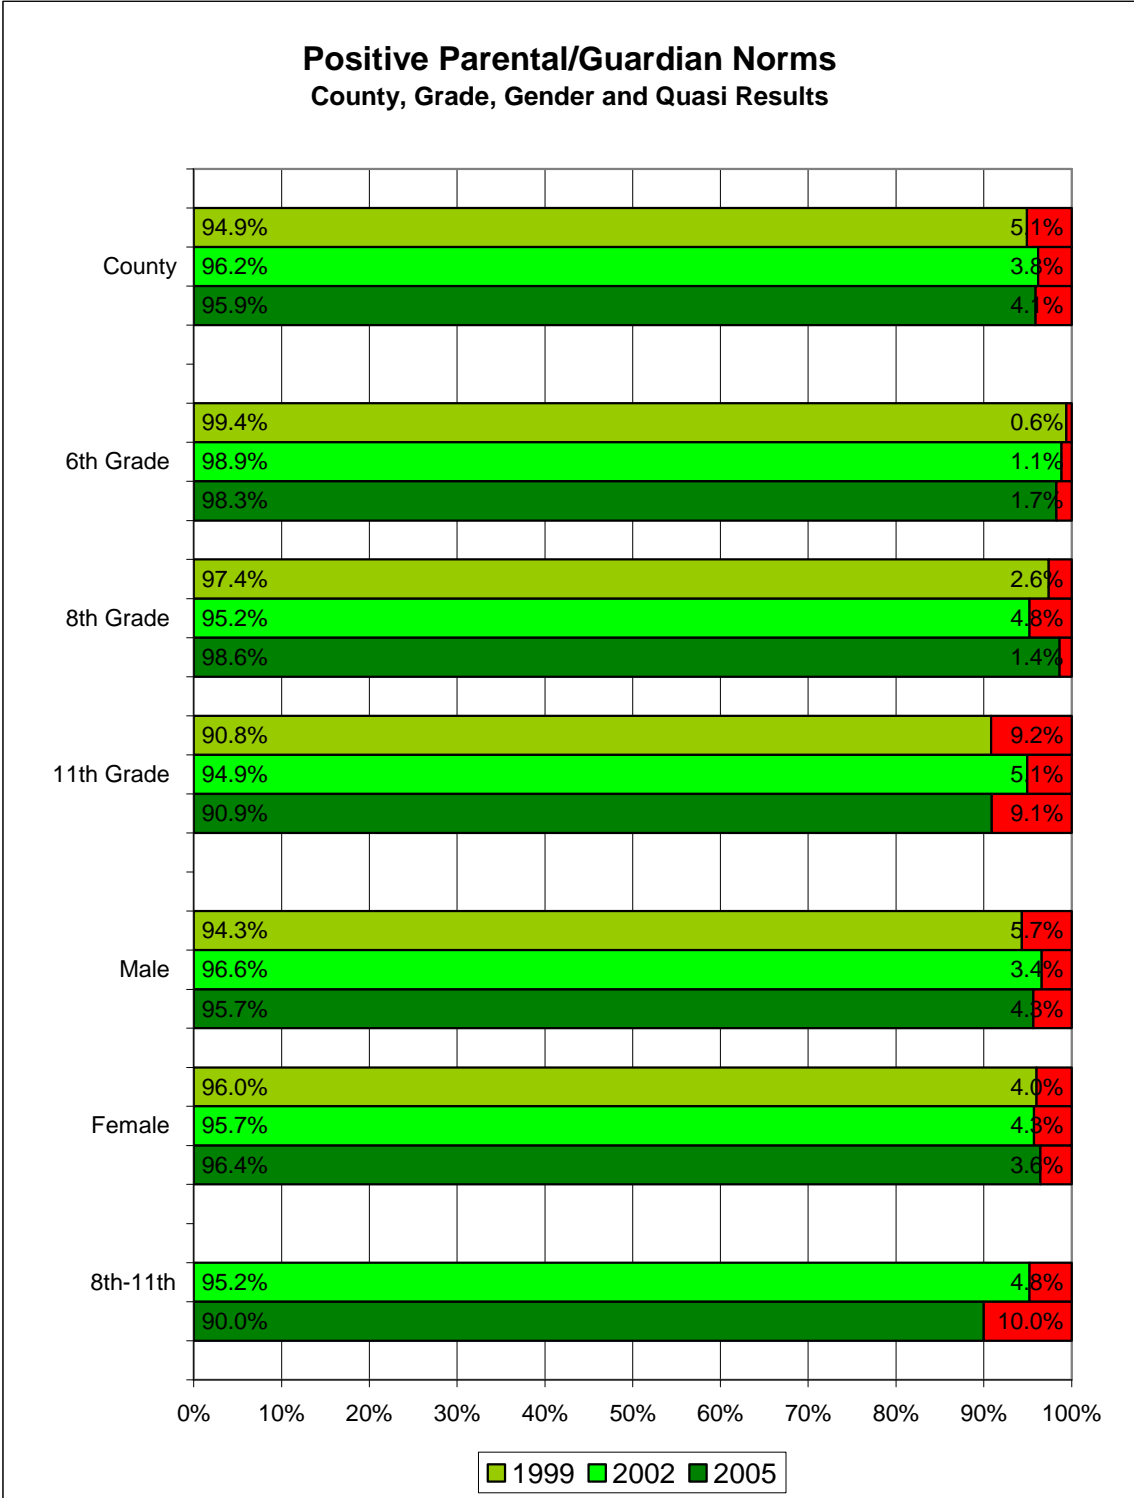 Positive Parental/Guardian Norms
County, Grade, Gender and Quasi Results
94.9% 5.1%
County 96.2% 3.8%
95.9% 4.1%
99.4% 0.6%
6th Grade 98.9% 1.1%
98.3% 1.7%
97.4% 2.6%
8th Grade 95.2% 4.8%
98.6% 1.4%
90.8% 9.2%
11th Grade 94.9% 5.1%
90.9% 9.1%
94.3% 5.7%
Male 96.6% 3.4%
95.7% 4.3%
96.0% 4.0%
Female 95.7% 4.3%
96.4% 3.6%
8th-11th 95.2% 4.8%
90.0% 10.0%
0% 10% 20% 30% 40% 50% 60% 70% 80% 90% 100%
1999 2002 2005